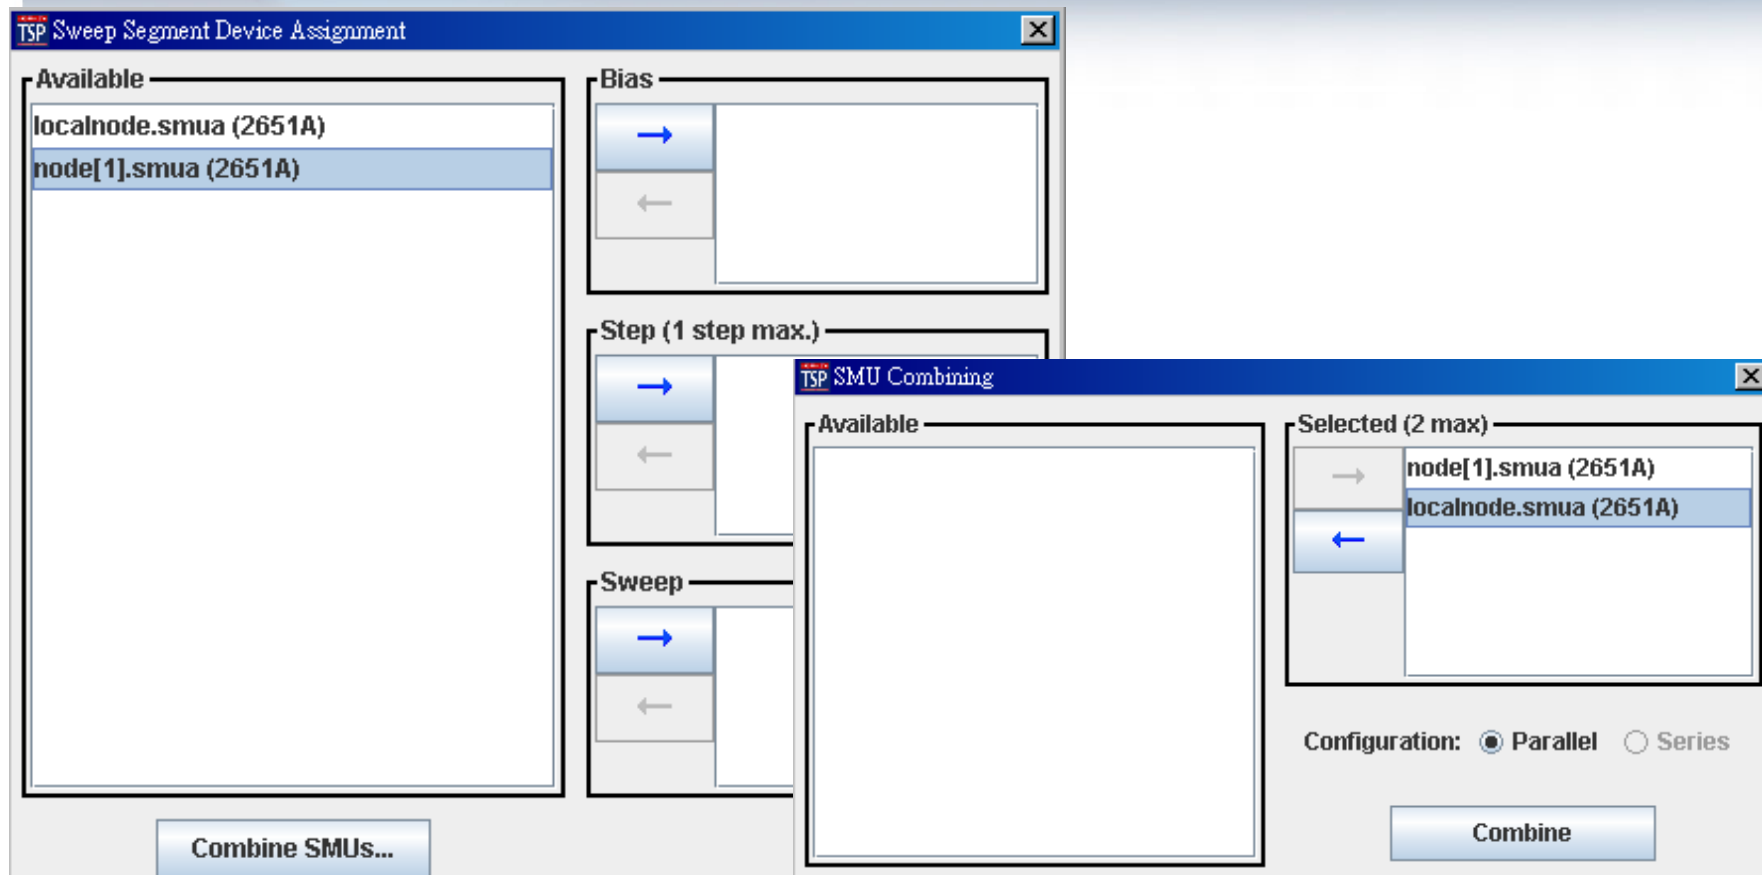 TSP Sweep Segment Device Assignment
Available
localnode.smua (2651A)
node[1].smua (2651A)
Combine SMUs...
Bias
Step (1 step max.)
Sweep
TSP SMU Combining
Available
Selected (2 max)
node[1].smua (2651A)
localnode.smua (2651A)
Configuration: Parallel Series
Combine